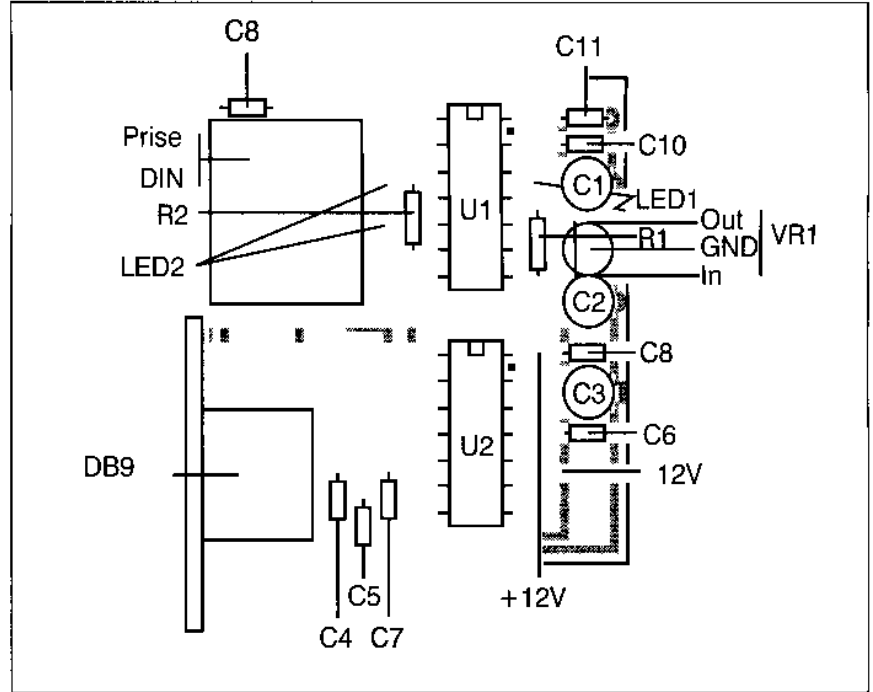 C8
C11
Prise
DIN
C10
R2
U1
C1
LED1
Out
R1
GND
VR1
LED2
In
C2
C8
C3
U2
C6
DB9
12V
C5
+12V
C4
C7